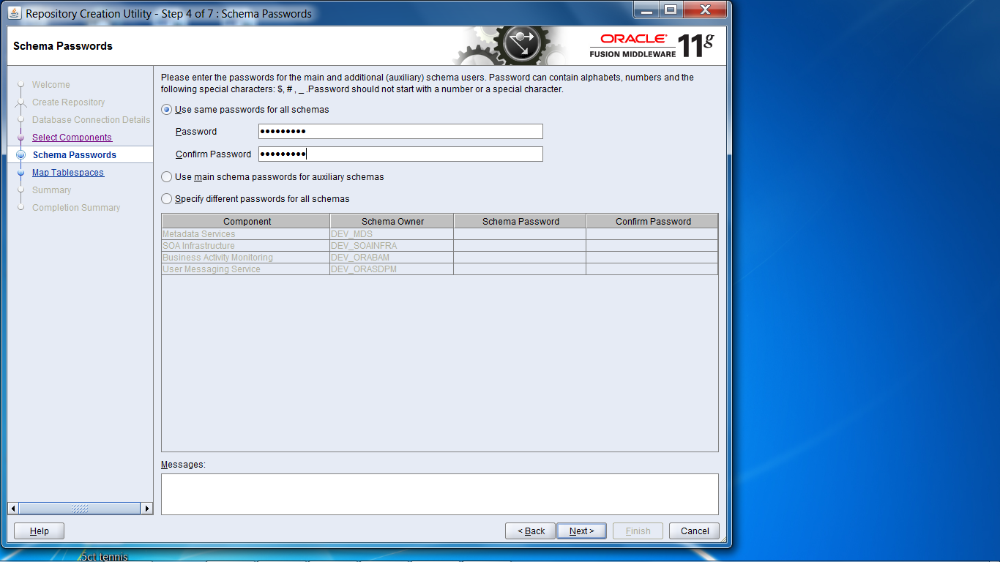 Repository Creation Utility - Step 4 of 7 : Schema Passwords
Schema Passwords
ORACLE
FUSION MIDDLEWARE 11g
Welcome
Create Repository
Database Connection Details
Select Components
Schema Passwords
Map Tablespaces
Summary
Completion Summary
Please enter the passwords for the main and additional (auxiliary) schema users. Password can contain alphabets, numbers and the
following special characters: $, # , _ .Password should not start with a number or a special character.
Use same passwords for all schemas
Password •••••••••
Confirm Password •••••••••
Use main schema passwords for auxiliary schemas
Specify different passwords for all schemas
Component Schema Owner Schema Password Confirm Password
Metadata Services DEV_MDS
SOA Infrastructure DEV_SOAINFRA
Business Activity Monitoring DEV_ORABAM
User Messaging Service DEV_ORASDPM
Messages:
Help < Back Next > Finish Cancel
.5ct tennis